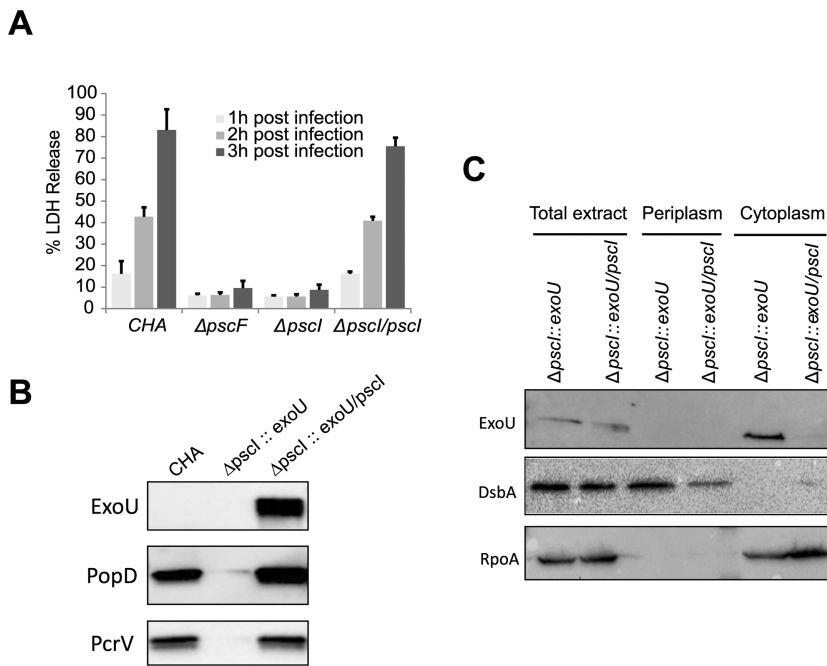 A
% LDH Release
100
90
80
70
60
50
40
30
20
10
0
1h post infection
2h post infection
3h post infection
CHA
ΔpscF
ΔpscI
ΔpscI/pscI
B
CHA
ΔpscI :: exoU
ΔpscI :: exoU/pscI
ExoU
PopD
PcrV
C
Total extract Periplasm Cytoplasm
ΔpscI::exoU
ΔpscI::exoU/pscI
ΔpscI::exoU
ΔpscI::exoU/pscI
ΔpscI::exoU
ΔpscI::exoU/pscI
ExoU
DsbA
RpoA